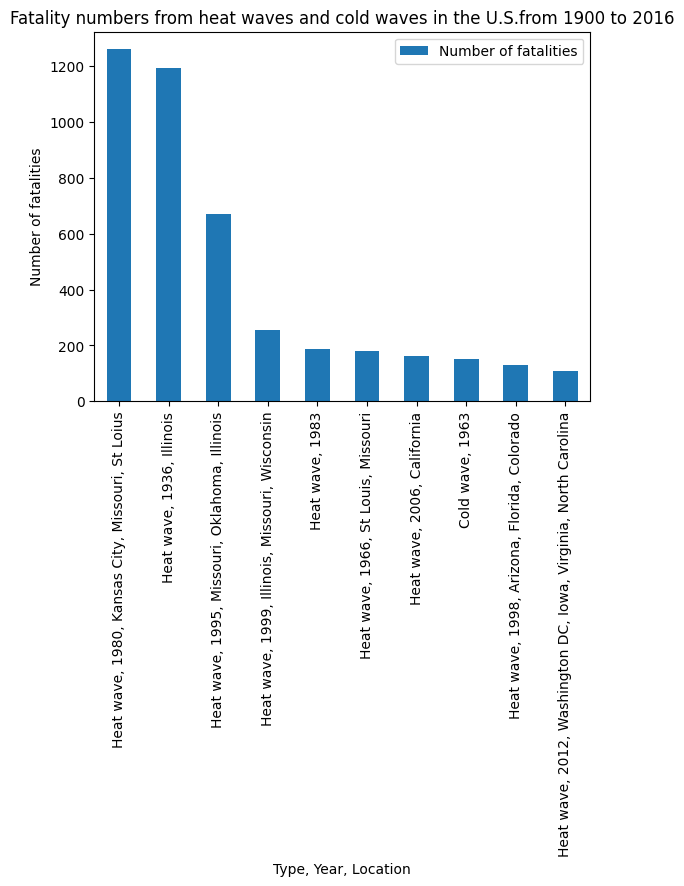 Fatality numbers from heat waves and cold waves in the U.S.from 1900 to 2016
Number of fatalities
Number of fatalities
1200
1000
800
600
400
200
0
Heat wave, 1980, Kansas City, Missouri, St Loius
Heat wave, 1936, Illinois
Heat wave, 1995, Missouri, Oklahoma, Illinois
Heat wave, 1999, Illinois, Missouri, Wisconsin
Heat wave, 1983
Heat wave, 1966, St Louis, Missouri
Heat wave, 2006, California
Cold wave, 1963
Heat wave, 1998, Arizona, Florida, Colorado
Heat wave, 2012, Washington DC, Iowa, Virginia, North Carolina
Type, Year, Location